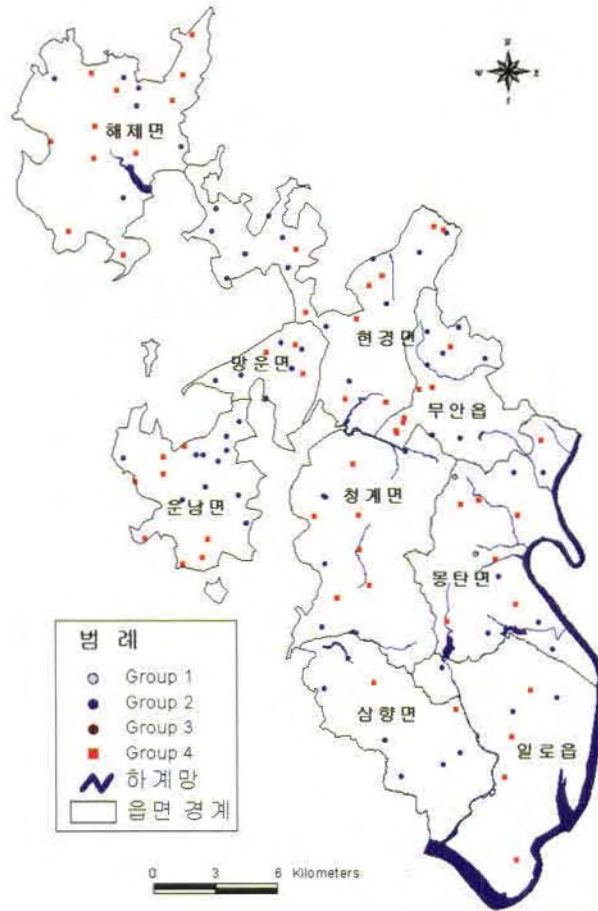 해제면
망운면
현경면
무안읍
운남면
청계면
몽탄면
삼향면
일로읍
범 례
Group 1
Group 2
Group 3
Group 4
하계망
읍면 경계
0 3 6 Kilometers